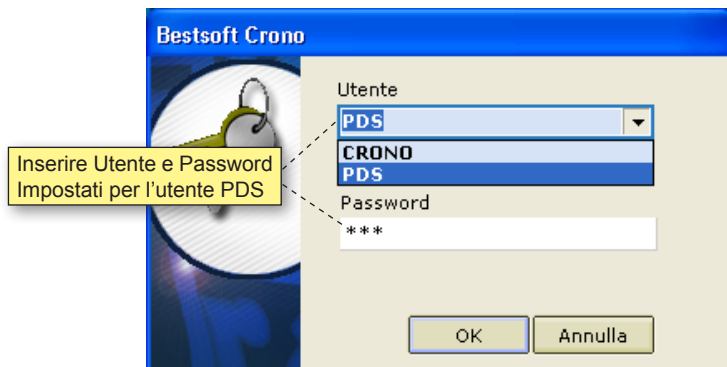 Bestsoft Crono
Utente
PDS
CRONO
PDS
Inserire Utente e Password
Impostati per l'utente PDS
Password
***
OK
Annulla